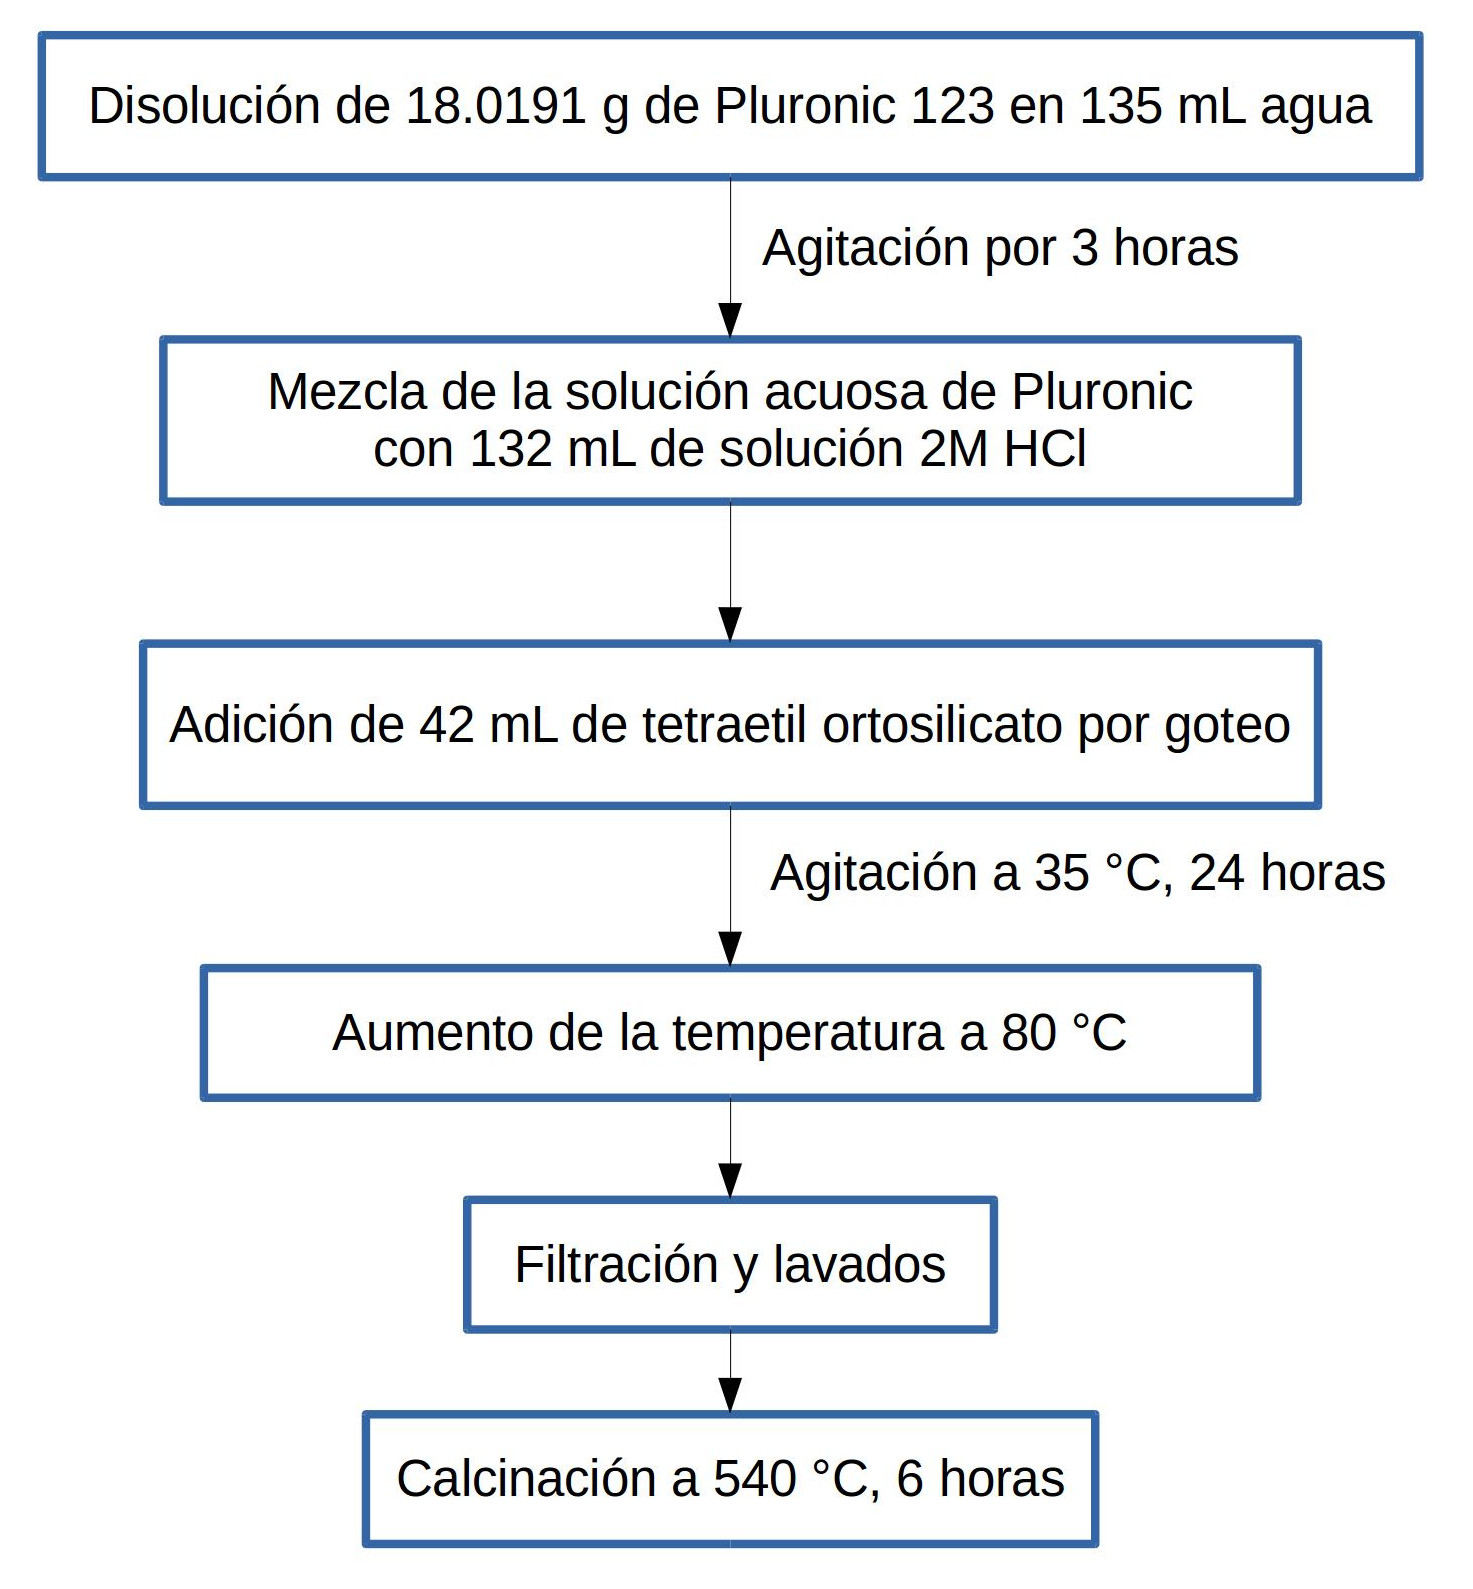 Disolución de 18.0191 g de Pluronic 123 en 135 mL agua
Agitación por 3 horas
Mezcla de la solución acuosa de Pluronic
con 132 mL de solución 2M HCl
Adición de 42 mL de tetraetil ortosilicato por goteo
Agitación a 35 °C, 24 horas
Aumento de la temperatura a 80 °C
Filtración y lavados
Calcinación a 540 °C, 6 horas